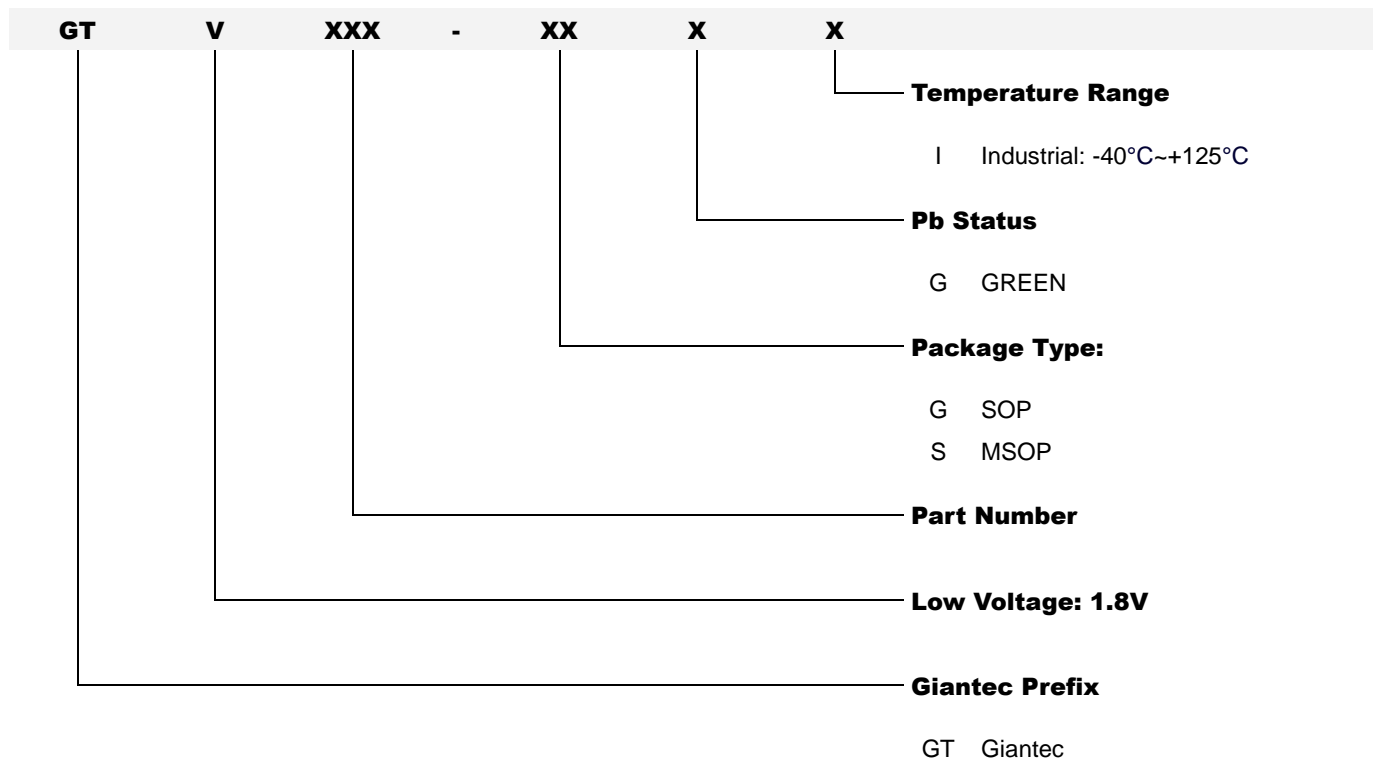 GT V XXX - XX X X
Temperature Range
I Industrial: -40°C~+125°C
Pb Status
G GREEN
Package Type:
G SOP
S MSOP
Part Number
Low Voltage: 1.8V
Giantec Prefix
GT Giantec